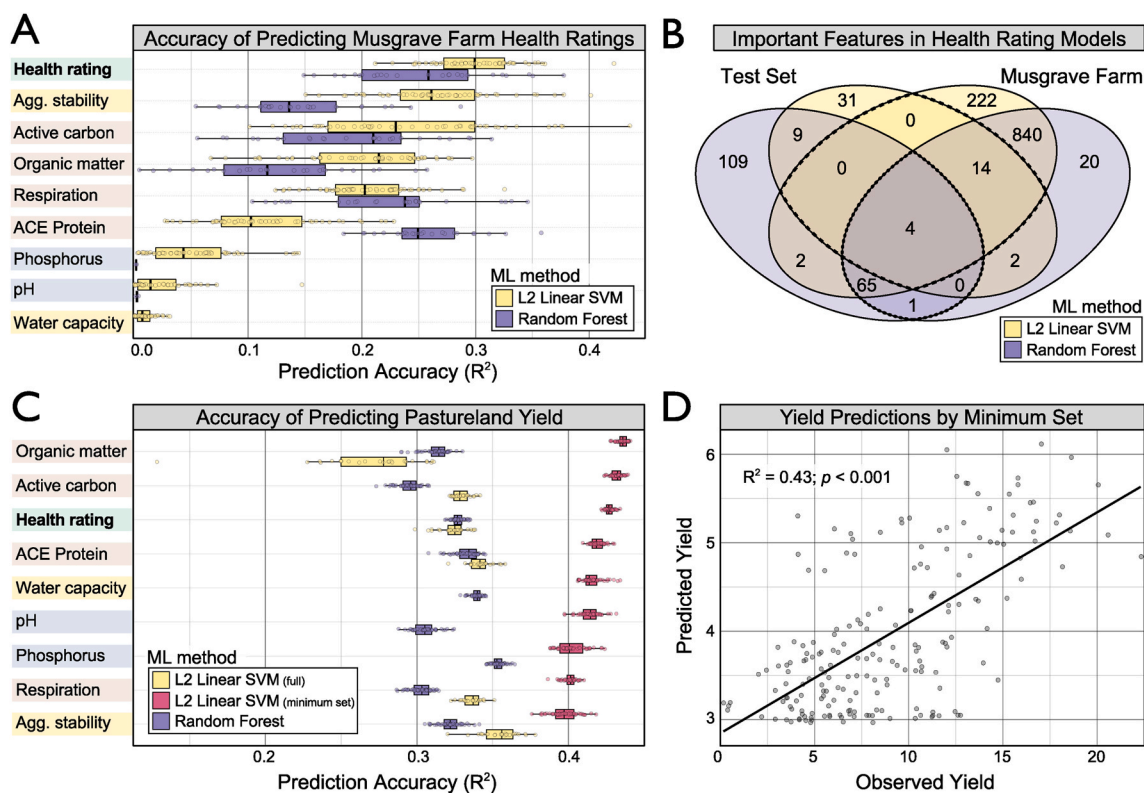 A
Accuracy of Predicting Musgrave Farm Health Ratings
Health rating
Agg. stability
Active carbon
Organic matter
Respiration
ACE Protein
Phosphorus
pH
Water capacity
ML method
L2 Linear SVM
Random Forest
0.0 0.1 0.2 0.3 0.4
Prediction Accuracy (R²)
B
Important Features in Health Rating Models
Test Set Musgrave Farm
31 222
0
9 840
109 0 14 20
4
2 2
65 0
1
ML method
L2 Linear SVM
Random Forest
C
Accuracy of Predicting Pastureland Yield
Organic matter
Active carbon
Health rating
ACE Protein
Water capacity
pH
Phosphorus
Respiration
Agg. stability
ML method
L2 Linear SVM (full)
L2 Linear SVM (minimum set)
Random Forest
0.2 0.3 0.4
Prediction Accuracy (R²)
D
Yield Predictions by Minimum Set
R² = 0.43; p < 0.001
Predicted Yield
6
5
4
3
0 5 10 15 20
Observed Yield